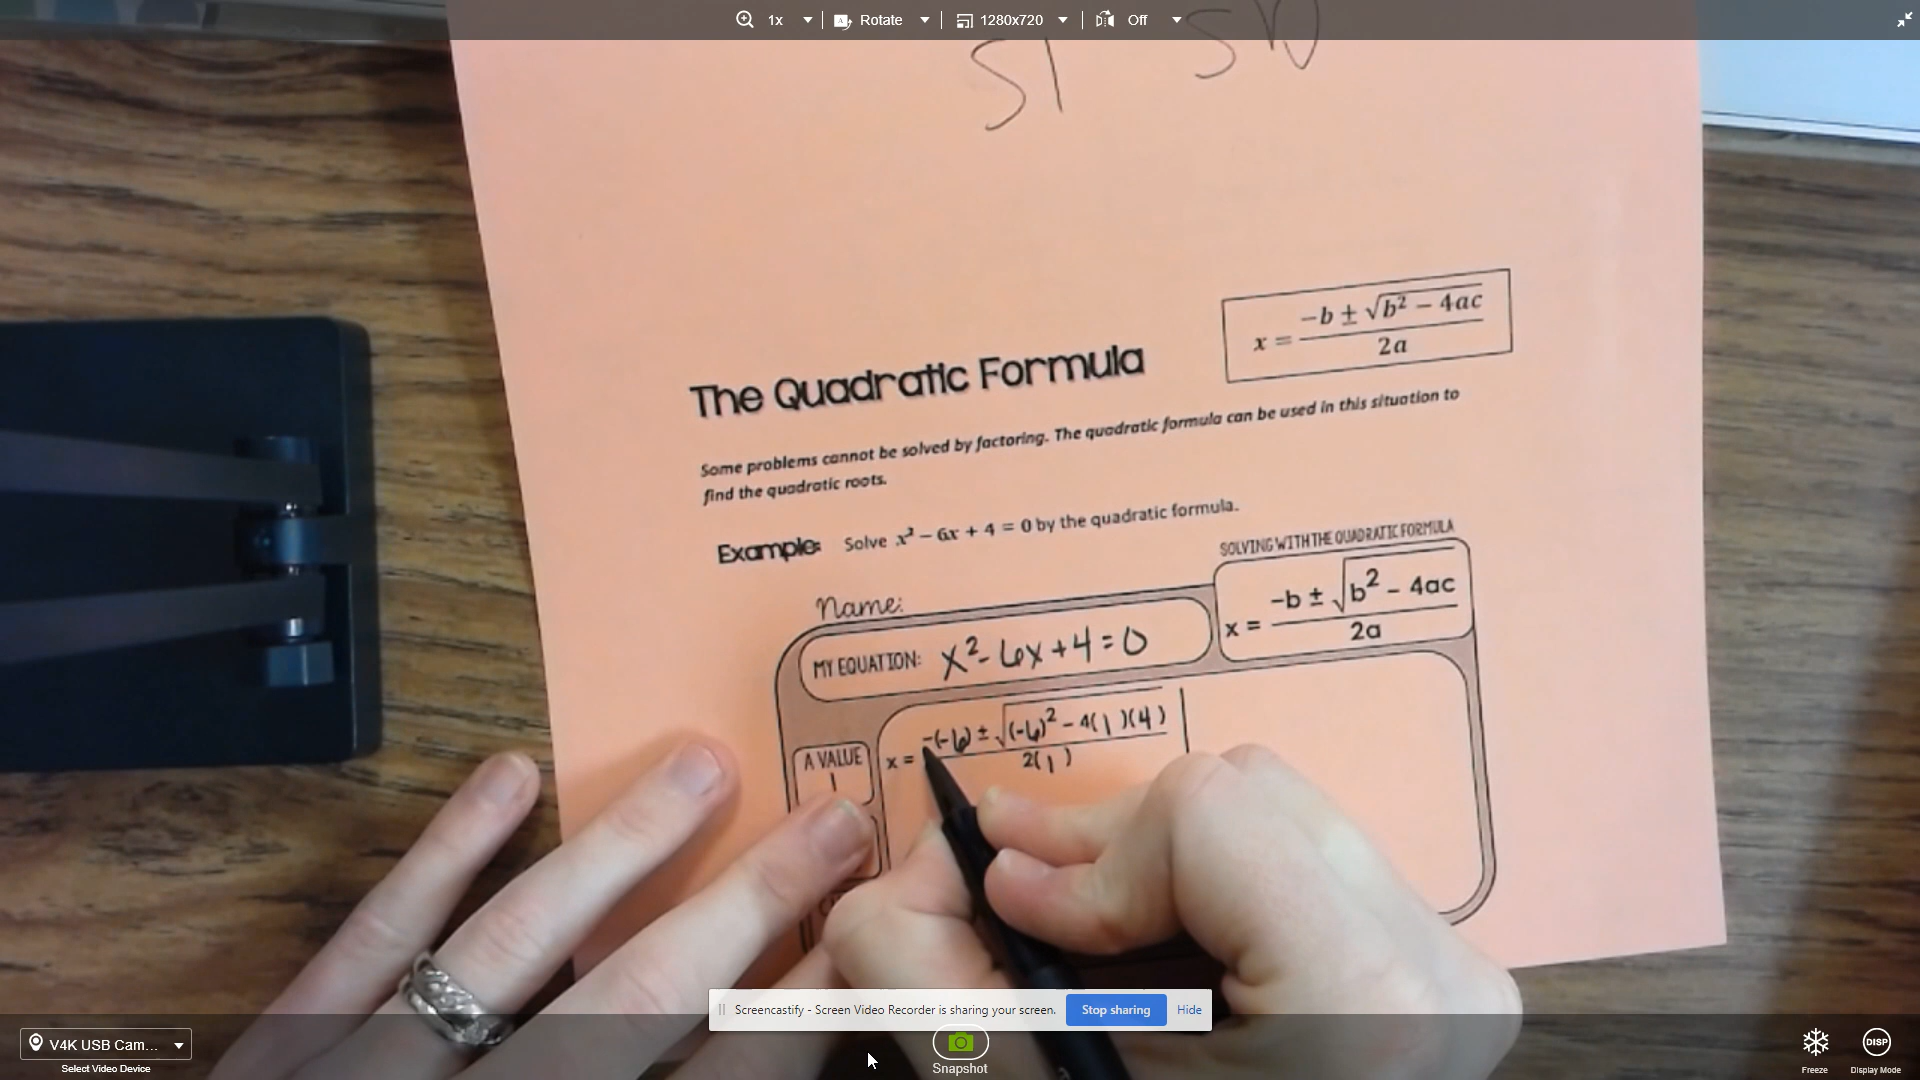 1x Rotate 1280x720 Off
x = −b ± √b² − 4ac / 2a
The Quadratic Formula
Some problems cannot be solved by factoring. The quadratic formula can be used in this situation to
find the quadratic roots.
Example: Solve x² − 6x + 4 = 0 by the quadratic formula.
SOLVING WITH THE QUADRATIC FORMULA
Name:
x = -b ± √b² - 4ac / 2a
MY EQUATION: x² - 6x + 4 = 0
x = -(-6) ± √(-6)² - 4(1)(4) / 2(1)
A VALUE
1
Screencastify - Screen Video Recorder is sharing your screen. Stop sharing Hide
V4K USB Cam...
Select Video Device
Snapshot
Freeze
DISP
Display Mode